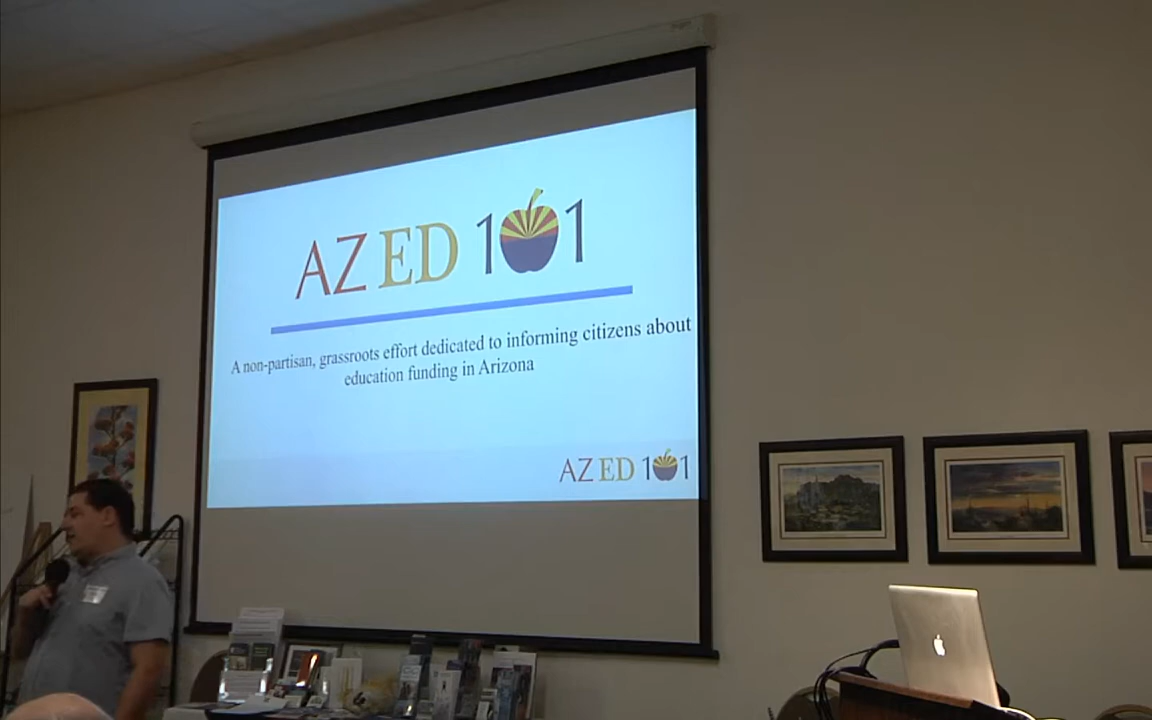 AZ ED 101
A non-partisan, grassroots effort dedicated to informing citizens about
education funding in Arizona
AZ ED 101